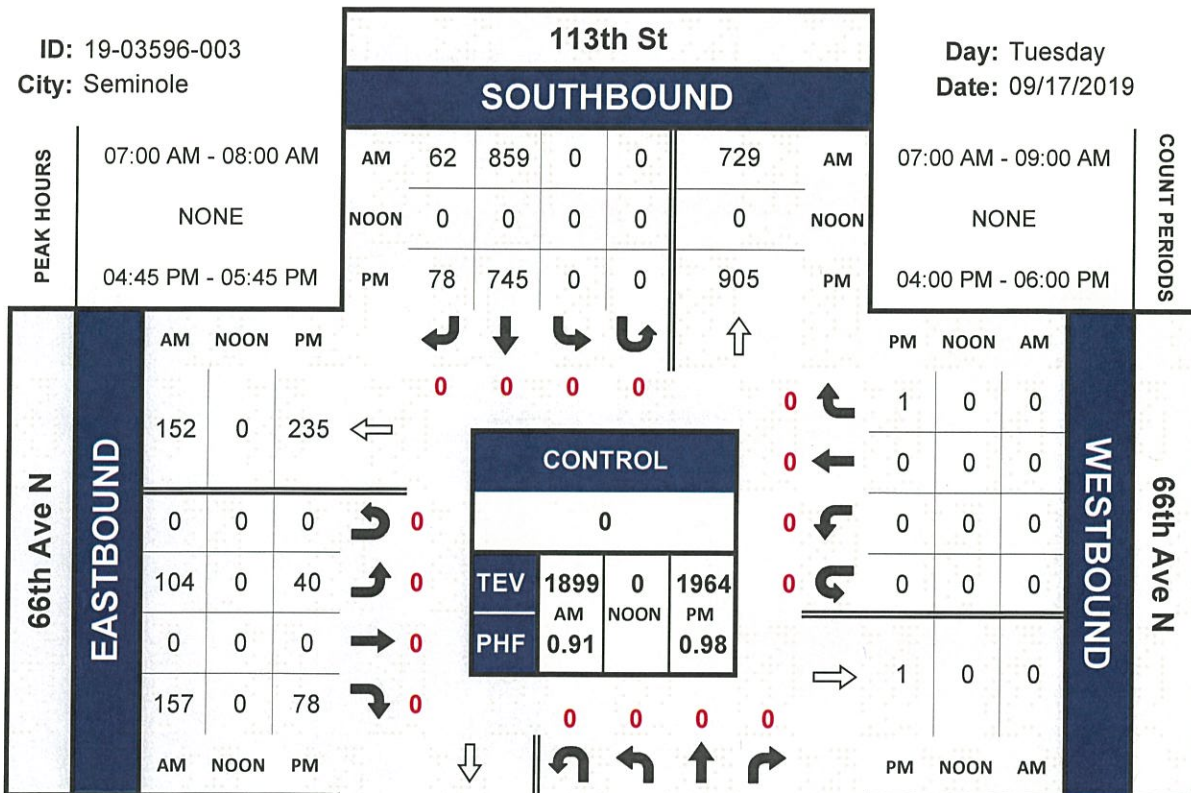 ID: 19-03596-003
City: Seminole
113th St
SOUTHBOUND
Day: Tuesday
Date: 09/17/2019
PEAK HOURS
07:00 AM - 08:00 AM
NONE
04:45 PM - 05:45 PM
AM 62 859 0 0 729 AM
NOON 0 0 0 0 0 NOON
PM 78 745 0 0 905 PM
07:00 AM - 09:00 AM
NONE
04:00 PM - 06:00 PM
COUNT PERIODS
0 0 0 0
66th Ave N
EASTBOUND
AM NOON PM
152 0 235
0 0 0 0
104 0 40 0
0 0 0 0
157 0 78 0
AM NOON PM
CONTROL
0
TEV 1899 0 1964
AM NOON PM
PHF 0.91 0.98
PM NOON AM
0 1 0 0
0 0 0 0
0 0 0 0
0 0 0 0
1 0 0
PM NOON AM
WESTBOUND
66th Ave N
0 0 0 0